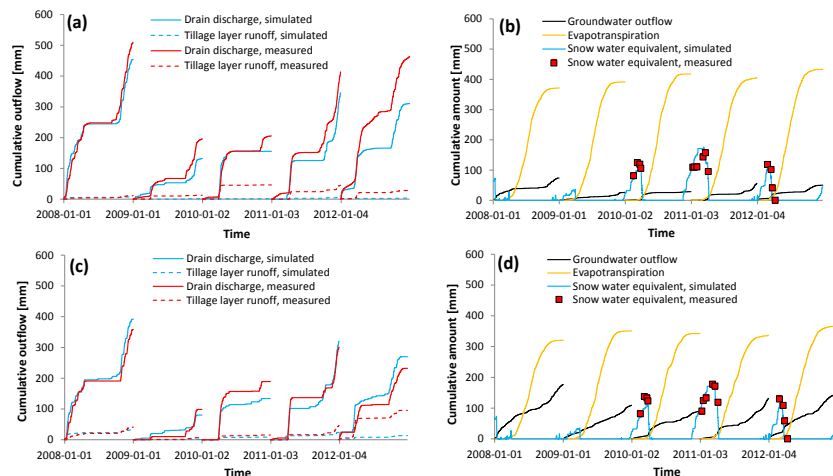 (a)
Drain discharge, simulated
Tillage layer runoff, simulated
Drain discharge, measured
Tillage layer runoff, measured
Cumulative outflow [mm]
600
500
400
300
200
100
0
2008-01-01 2009-01-01 2010-01-02 2011-01-03 2012-01-04
Time
(b)
Groundwater outflow
Evapotranspiration
Snow water equivalent, simulated
Snow water equivalent, measured
Cumulative amount [mm]
600
500
400
300
200
100
0
2008-01-01 2009-01-01 2010-01-02 2011-01-03 2012-01-04
Time
(c)
Drain discharge, simulated
Tillage layer runoff, simulated
Drain discharge, measured
Tillage layer runoff, measured
Cumulative outflow [mm]
600
500
400
300
200
100
0
2008-01-01 2009-01-01 2010-01-02 2011-01-03 2012-01-04
Time
(d)
Groundwater outflow
Evapotranspiration
Snow water equivalent, simulated
Snow water equivalent, measured
Cumulative amount [mm]
600
500
400
300
200
100
0
2008-01-01 2009-01-01 2010-01-02 2011-01-03 2012-01-04
Time